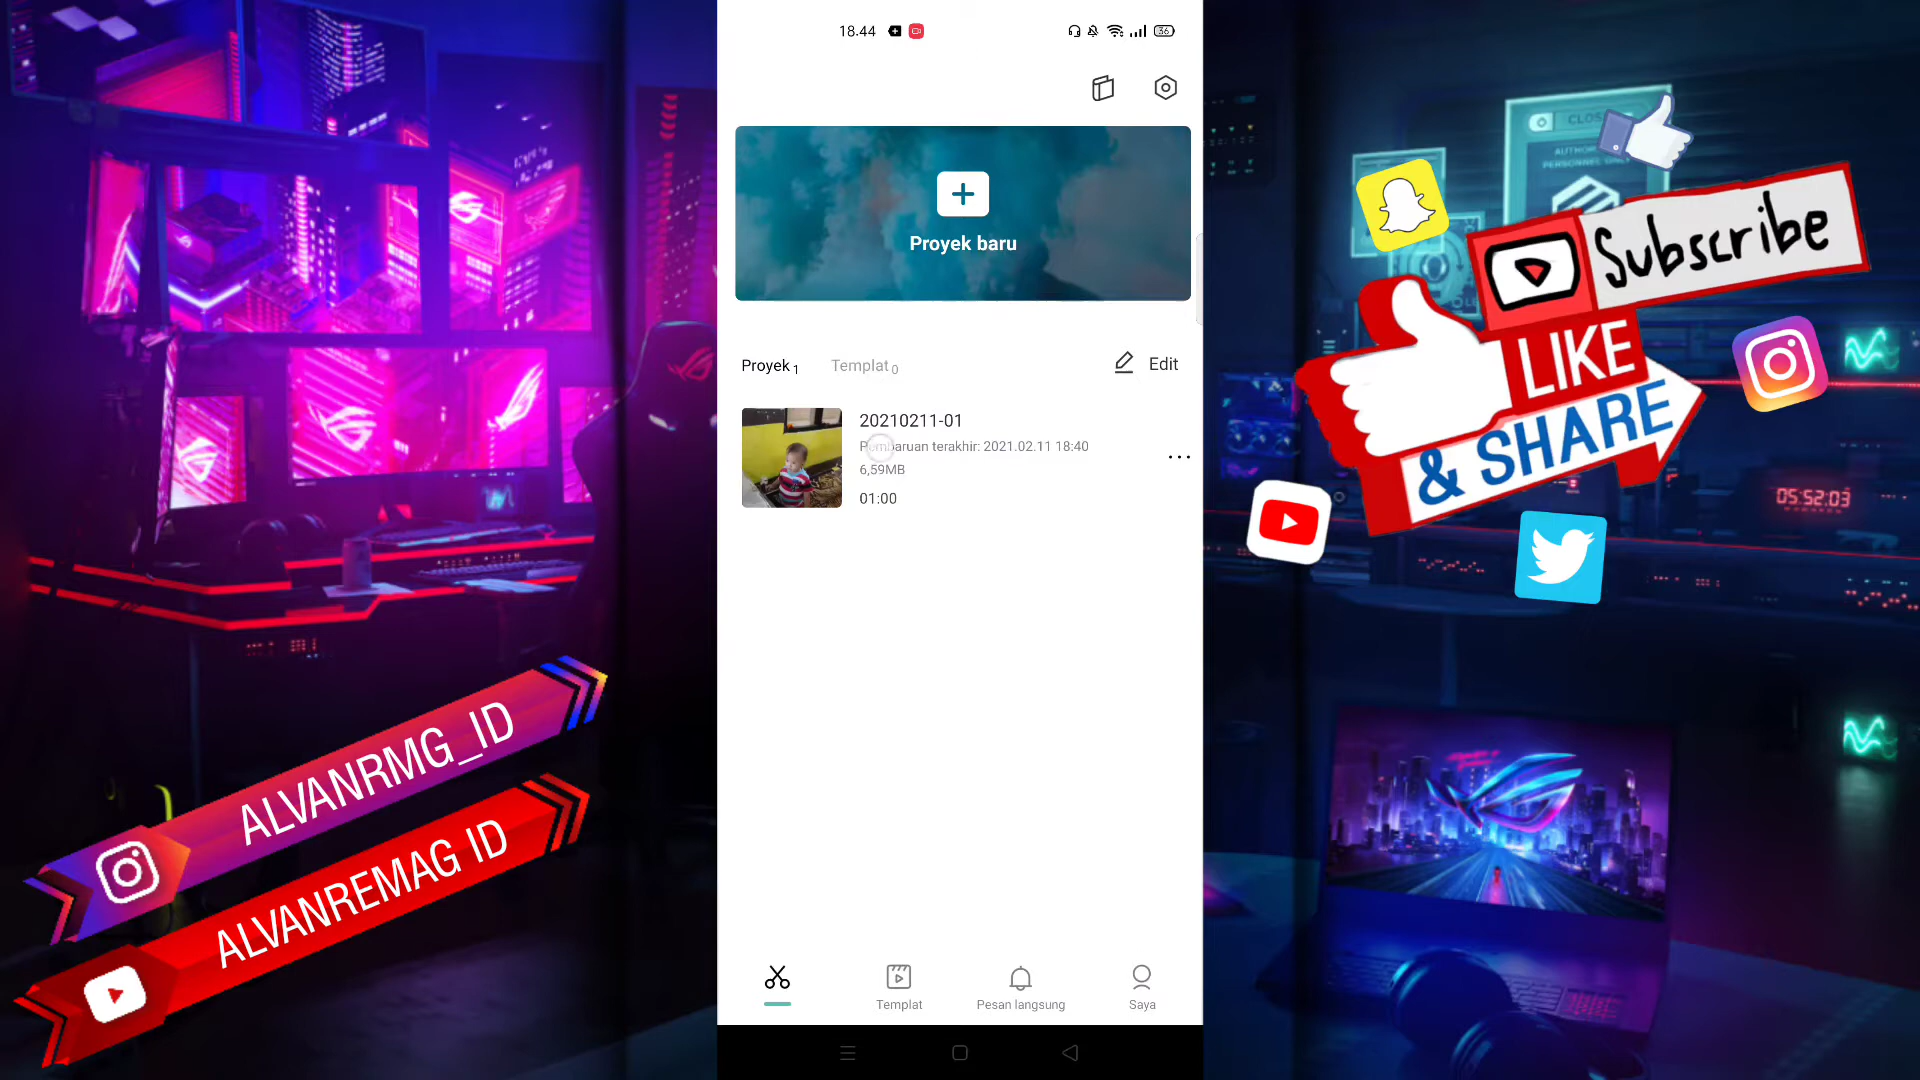 18.44
36
Proyek baru
Proyek 1
Templat 0
Edit
20210211-01
Pembaruan terakhir: 2021.02.11 18:40
6,59MB
01:00
Templat
Pesan langsung
Saya
ALVANRMG_ID
ALVANREMAG ID
Subscribe
LIKE
& SHARE
05:52:03